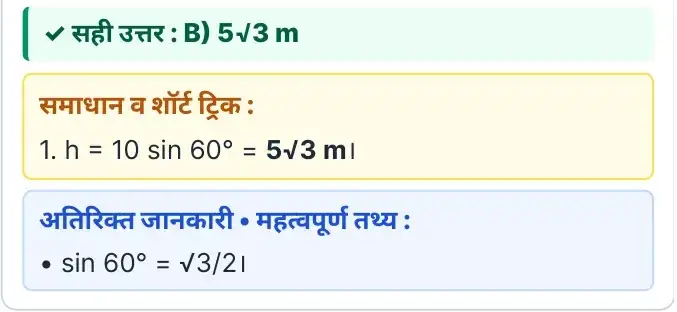 ✓ सही उत्तर : B) 5√3 m
समाधान व शॉर्ट ट्रिक :
1. h = 10 sin 60° = 5√3 m।
अतिरिक्त जानकारी • महत्वपूर्ण तथ्य :
• sin 60° = √3/2।